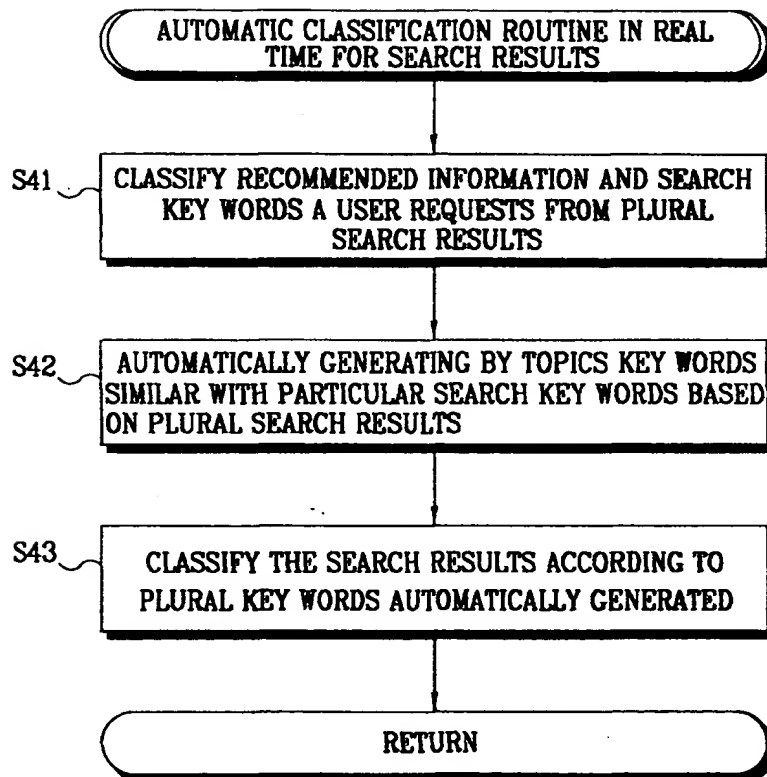 AUTOMATIC CLASSIFICATION ROUTINE IN REAL
TIME FOR SEARCH RESULTS
S41
CLASSIFY RECOMMENDED INFORMATION AND SEARCH
KEY WORDS A USER REQUESTS FROM PLURAL
SEARCH RESULTS
S42
AUTOMATICALLY GENERATING BY TOPICS KEY WORDS
SIMILAR WITH PARTICULAR SEARCH KEY WORDS BASED
ON PLURAL SEARCH RESULTS
S43
CLASSIFY THE SEARCH RESULTS ACCORDING TO
PLURAL KEY WORDS AUTOMATICALLY GENERATED
RETURN